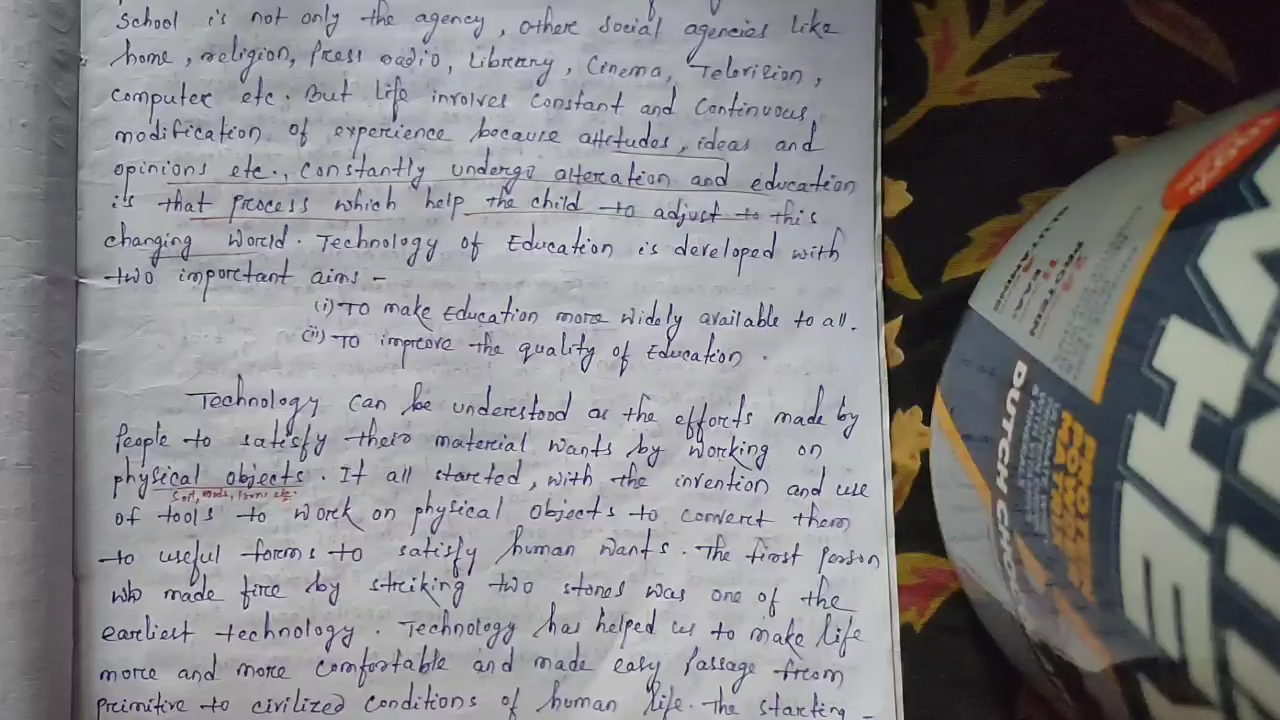 School is not only the agency, other social agencies like
home, religion, Press radio, Library, Cinema, Television,
computer etc. But life involves constant and continuous
modification of experience because attitudes, ideas and
opinions etc., constantly undergo alteration and education
is that process which help the child to adjust to this
changing world. Technology of Education is developed with
two important aims -
(i) To make Education more widely available to all.
(ii) To improve the quality of Education.
Technology can be understood as the efforts made by
People to satisfy their material wants by working on
physical objects. It all started, with the invention and use
Soil, woods, etc.
of tools to work on physical objects to convert them
to useful forms to satisfy human wants. The first person
who made fire by striking two stones was one of the
earliest technology. Technology has helped us to make life
more and more comfortable and made easy Passage from
primitive to civilized conditions of human life. The starting -
PROTEIN
DUTCH CHOCO
WHE